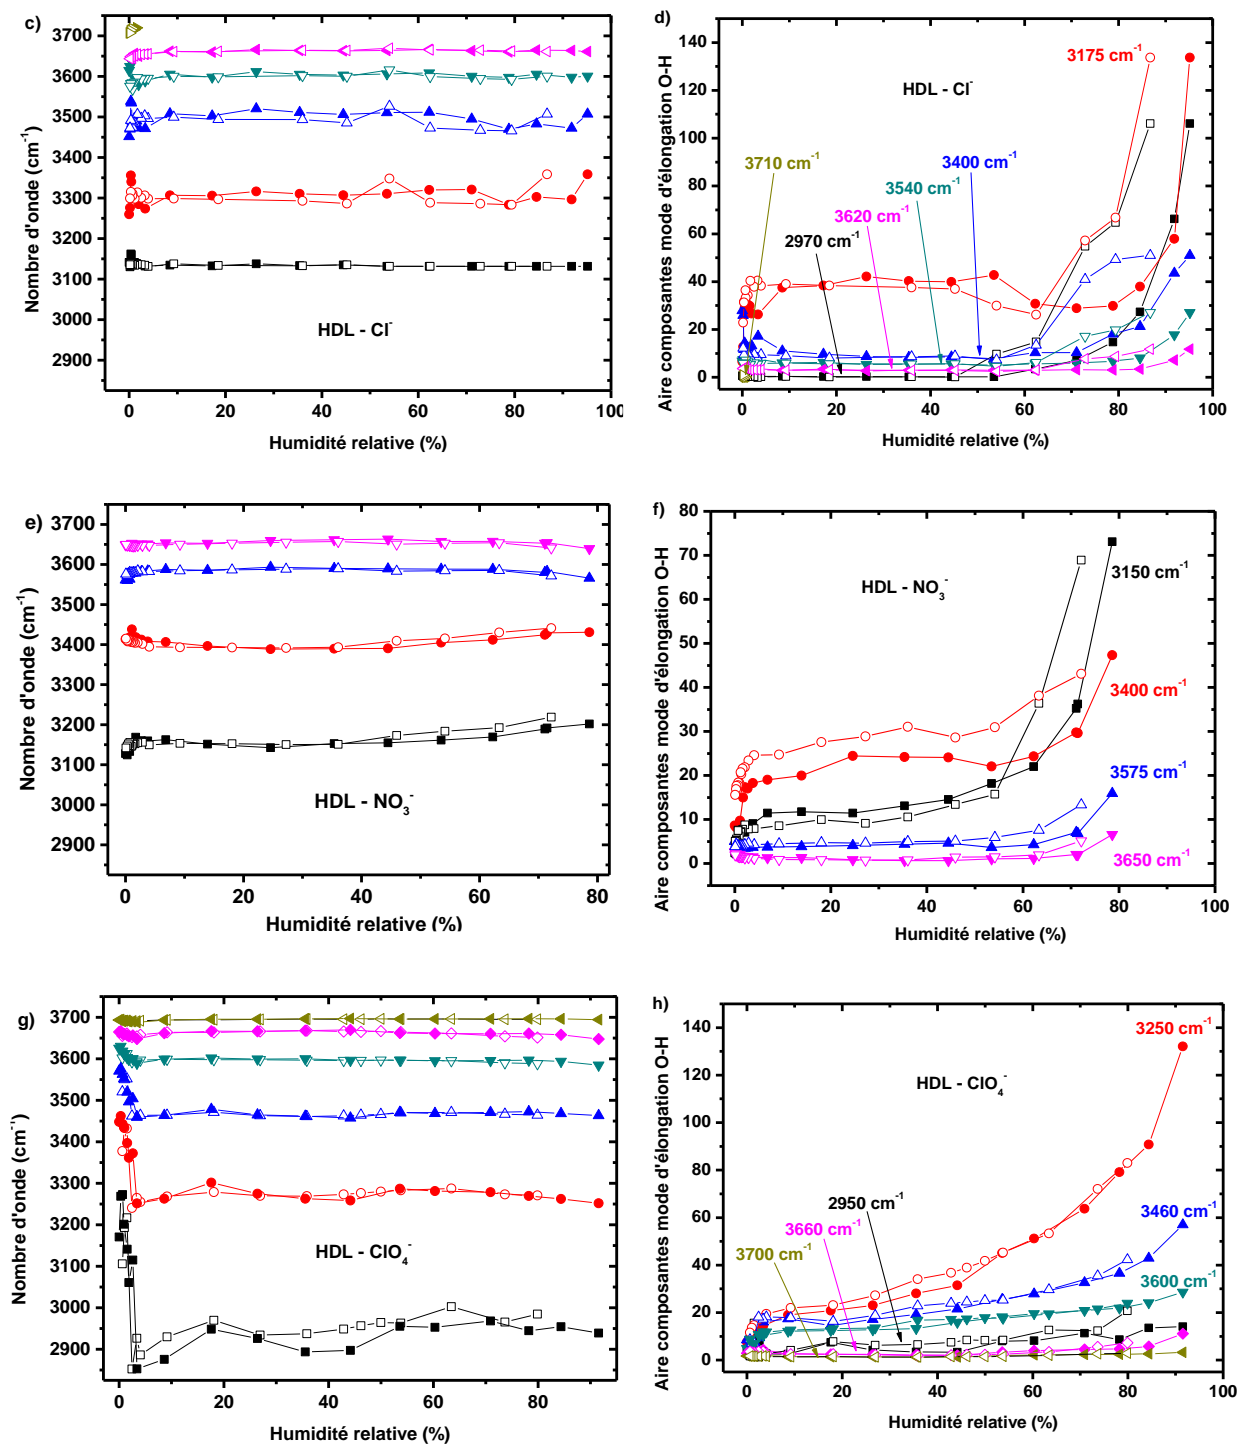 c)
3700
3600
3500
3400
3300
3200
3100
3000
2900
Nombre d'onde (cm⁻¹)
HDL - Cl⁻
0 20 40 60 80 100
Humidité relative (%)
d)
140
120
100
80
60
40
20
0
Aire composantes mode d'élongation O-H
3175 cm⁻¹
HDL - Cl⁻
3710 cm⁻¹
3400 cm⁻¹
3540 cm⁻¹
3620 cm⁻¹
2970 cm⁻¹
0 20 40 60 80 100
Humidité relative (%)
e)
3700
3600
3500
3400
3300
3200
3100
3000
2900
Nombre d'onde (cm⁻¹)
HDL - NO₃⁻
0 20 40 60 80
Humidité relative (%)
f)
80
70
60
50
40
30
20
10
0
Aire composantes mode d'élongation O-H
HDL - NO₃⁻
3150 cm⁻¹
3400 cm⁻¹
3575 cm⁻¹
3650 cm⁻¹
0 20 40 60 80 100
Humidité relative (%)
g)
3700
3600
3500
3400
3300
3200
3100
3000
2900
Nombre d'onde (cm⁻¹)
HDL - ClO₄⁻
0 20 40 60 80
Humidité relative (%)
h)
140
120
100
80
60
40
20
0
Aire composantes mode d'élongation O-H
3250 cm⁻¹
HDL - ClO₄⁻
2950 cm⁻¹
3460 cm⁻¹
3660 cm⁻¹
3700 cm⁻¹
3600 cm⁻¹
0 20 40 60 80 100
Humidité relative (%)